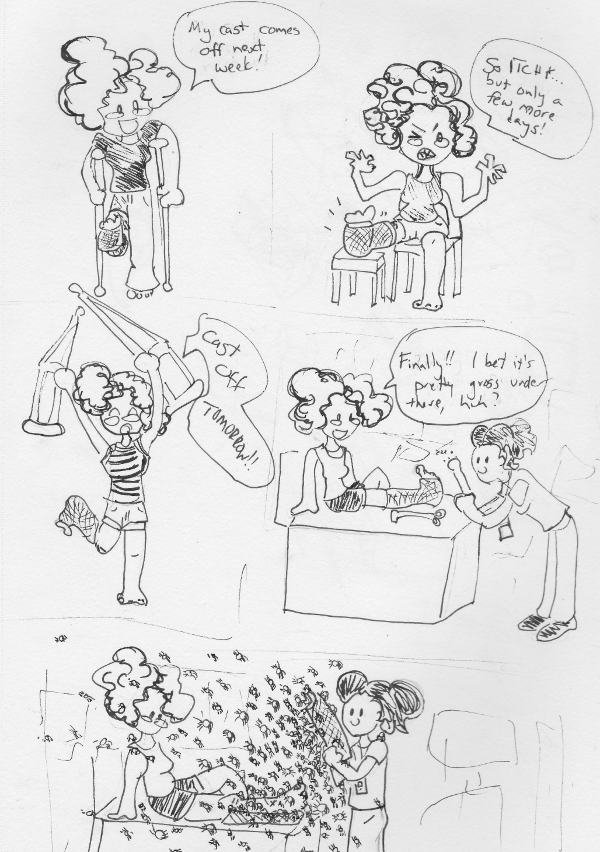 My cast comes
off next
week!
So ITCHY...
but only a
few more
days!
Cast
Off
TOMORROW!!
Finally!! I bet it's
pretty gross under
there, huh?